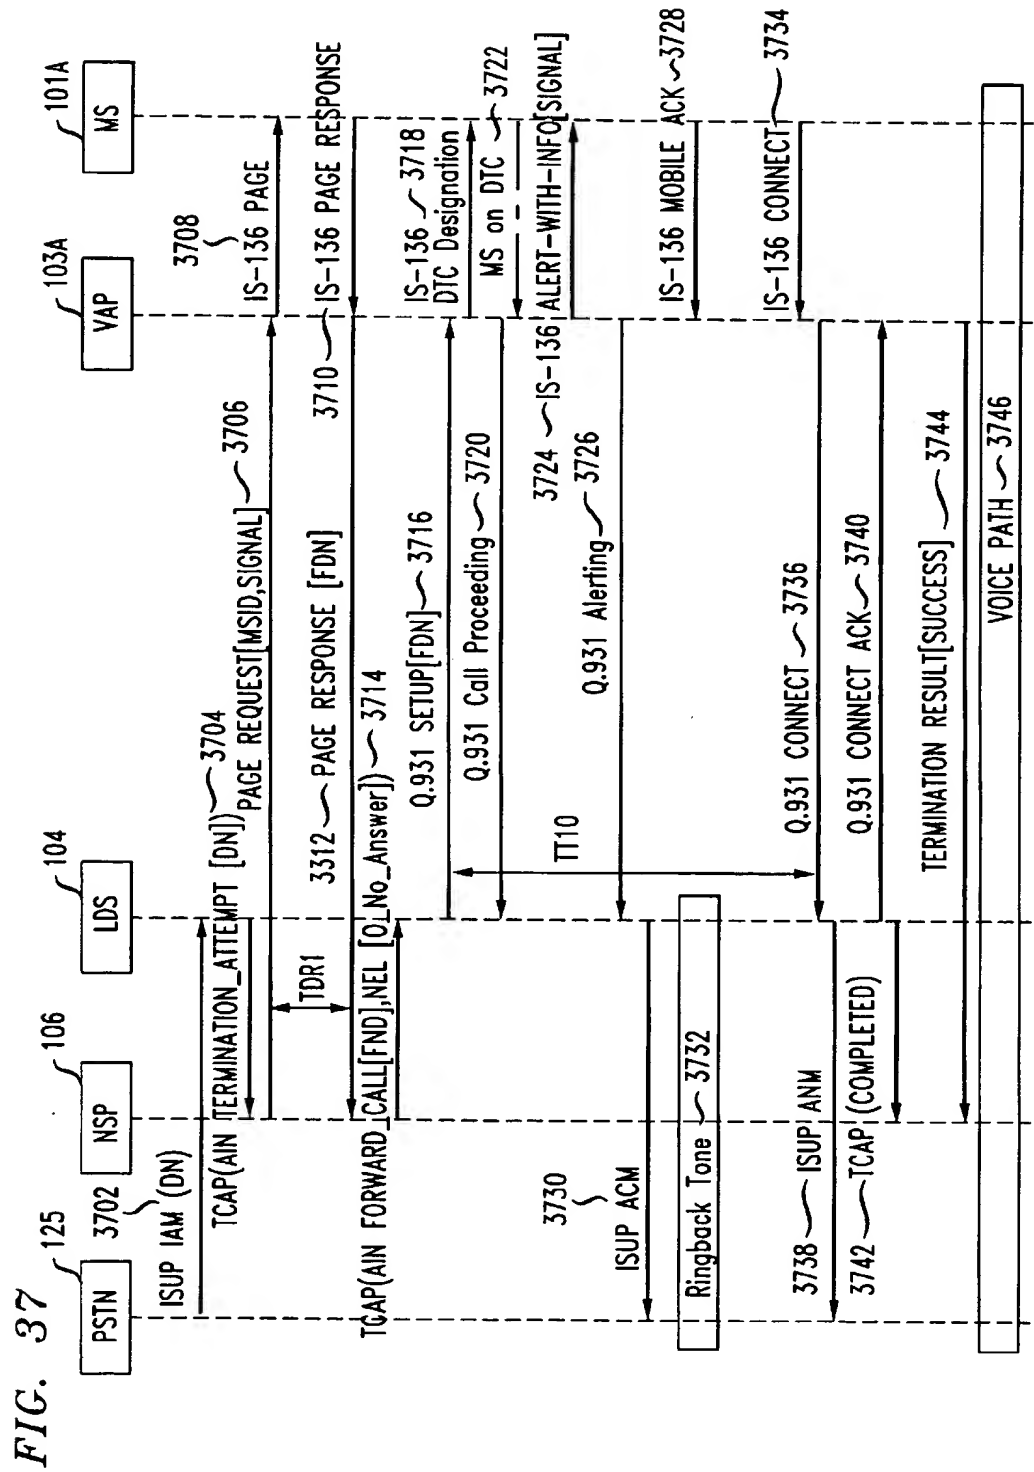 FIG. 37
125
PSTN
106
NSP
104
LDS
103A
VAP
101A
MS
3702
ISUP IAM (DN)
TCAP(AIN TERMINATION_ATTEMPT [DN])
3704
PAGE REQUEST[MSID,SIGNAL]
3706
3708
IS-136 PAGE
TDR1
3312
PAGE RESPONSE [FDN]
3710
IS-136 PAGE RESPONSE
TCAP(AIN FORWARD_CALL[FND],NEL [O_No_Answer])
3714
Q.931 SETUP[FDN]
3716
IS-136
3718
DTC Designation
Q.931 Call Proceeding
3720
MS on DTC
3722
3724
IS-136 ALERT-WITH-INFO[SIGNAL]
Q.931 Alerting
3726
TT10
3730
ISUP ACM
IS-136 MOBILE ACK
3728
Ringback Tone
3732
IS-136 CONNECT
3734
Q.931 CONNECT
3736
3738
ISUP ANM
Q.931 CONNECT ACK
3740
3742
TCAP (COMPLETED)
TERMINATION RESULT[SUCCESS]
3744
VOICE PATH
3746